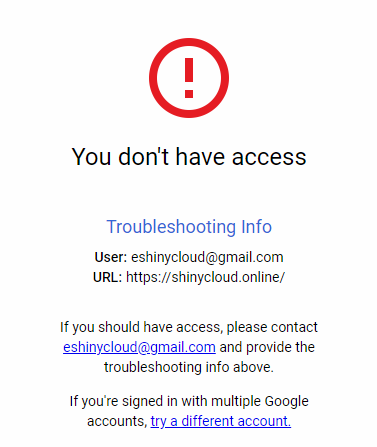 You don't have access
Troubleshooting Info
User: eshinycloud@gmail.com
URL: https://shinycloud.online/
If you should have access, please contact
eshinycloud@gmail.com and provide the
troubleshooting info above.
If you're signed in with multiple Google
accounts, try a different account.